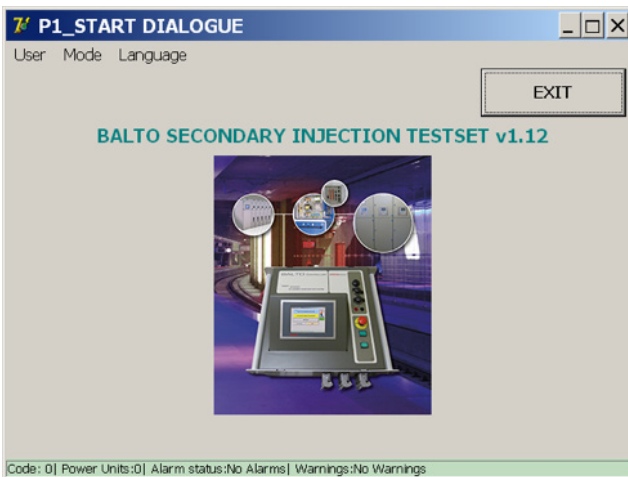 P1_START DIALOGUE
User Mode Language
EXIT
BALTO SECONDARY INJECTION TESTSET v1.12
Code: 0| Power Units:0| Alarm status:No Alarms| Warnings:No Warnings